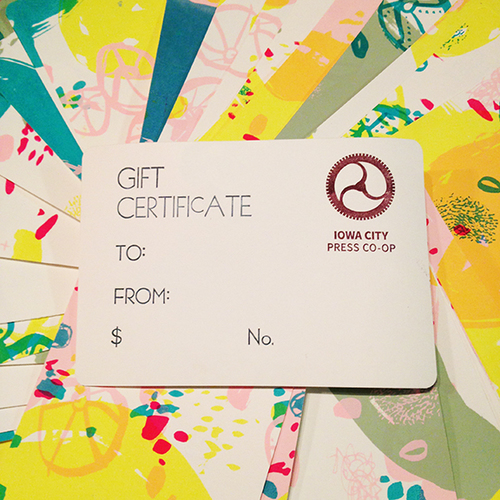 GIFT
CERTIFICATE
TO:
FROM:
$ No.
IOWA CITY
PRESS CO-OP